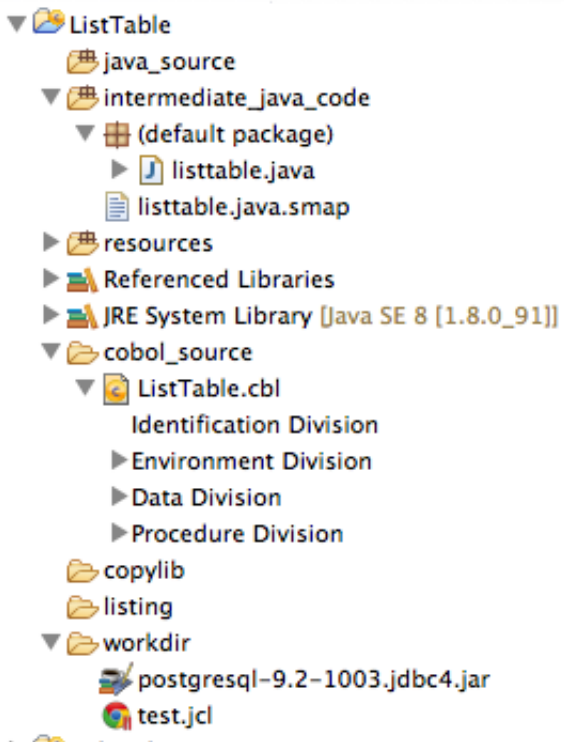 ListTable
java_source
intermediate_java_code
(default package)
listtable.java
listtable.java.smap
resources
Referenced Libraries
JRE System Library [Java SE 8 [1.8.0_91]]
cobol_source
ListTable.cbl
Identification Division
Environment Division
Data Division
Procedure Division
copylib
listing
workdir
postgresql-9.2-1003.jdbc4.jar
test.jcl